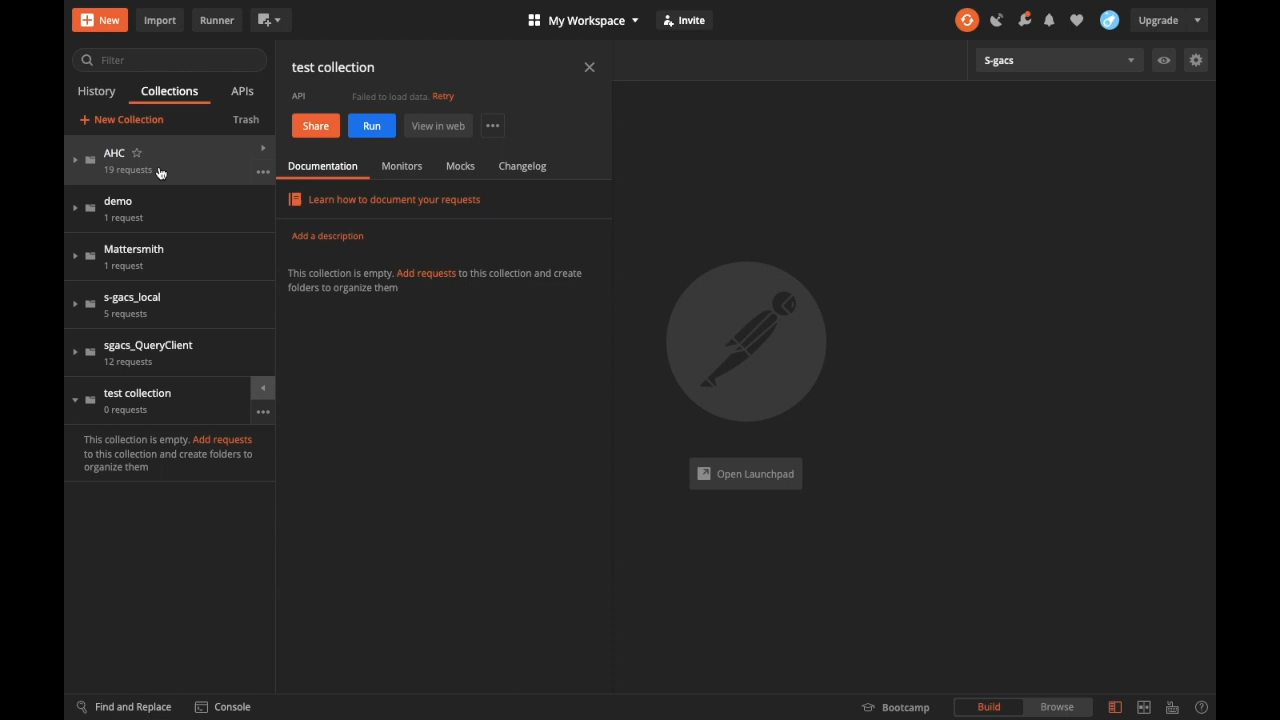 New
Import
Runner
My Workspace
Invite
Upgrade
Filter
History
Collections
APIs
New Collection
Trash
AHC
19 requests
demo
1 request
Mattersmith
1 request
s-gacs_local
5 requests
sgacs_QueryClient
12 requests
test collection
0 requests
This collection is empty. Add requests
to this collection and create folders to
organize them
test collection
API
Failed to load data. Retry
Share
Run
View in web
Documentation
Monitors
Mocks
Changelog
Learn how to document your requests
Add a description
This collection is empty. Add requests to this collection and create
folders to organize them
S-gacs
Open Launchpad
Find and Replace
Console
Bootcamp
Build
Browse